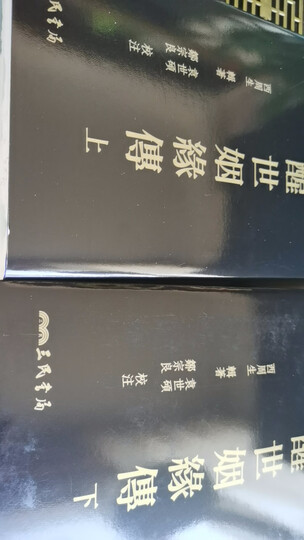 醒世姻緣傳 上
西周生 輯著
袁世碩 校注
鄒宗良
三民書局
醒世姻緣傳 下
西周生 輯著
袁世碩 校注
鄒宗良
三民書局